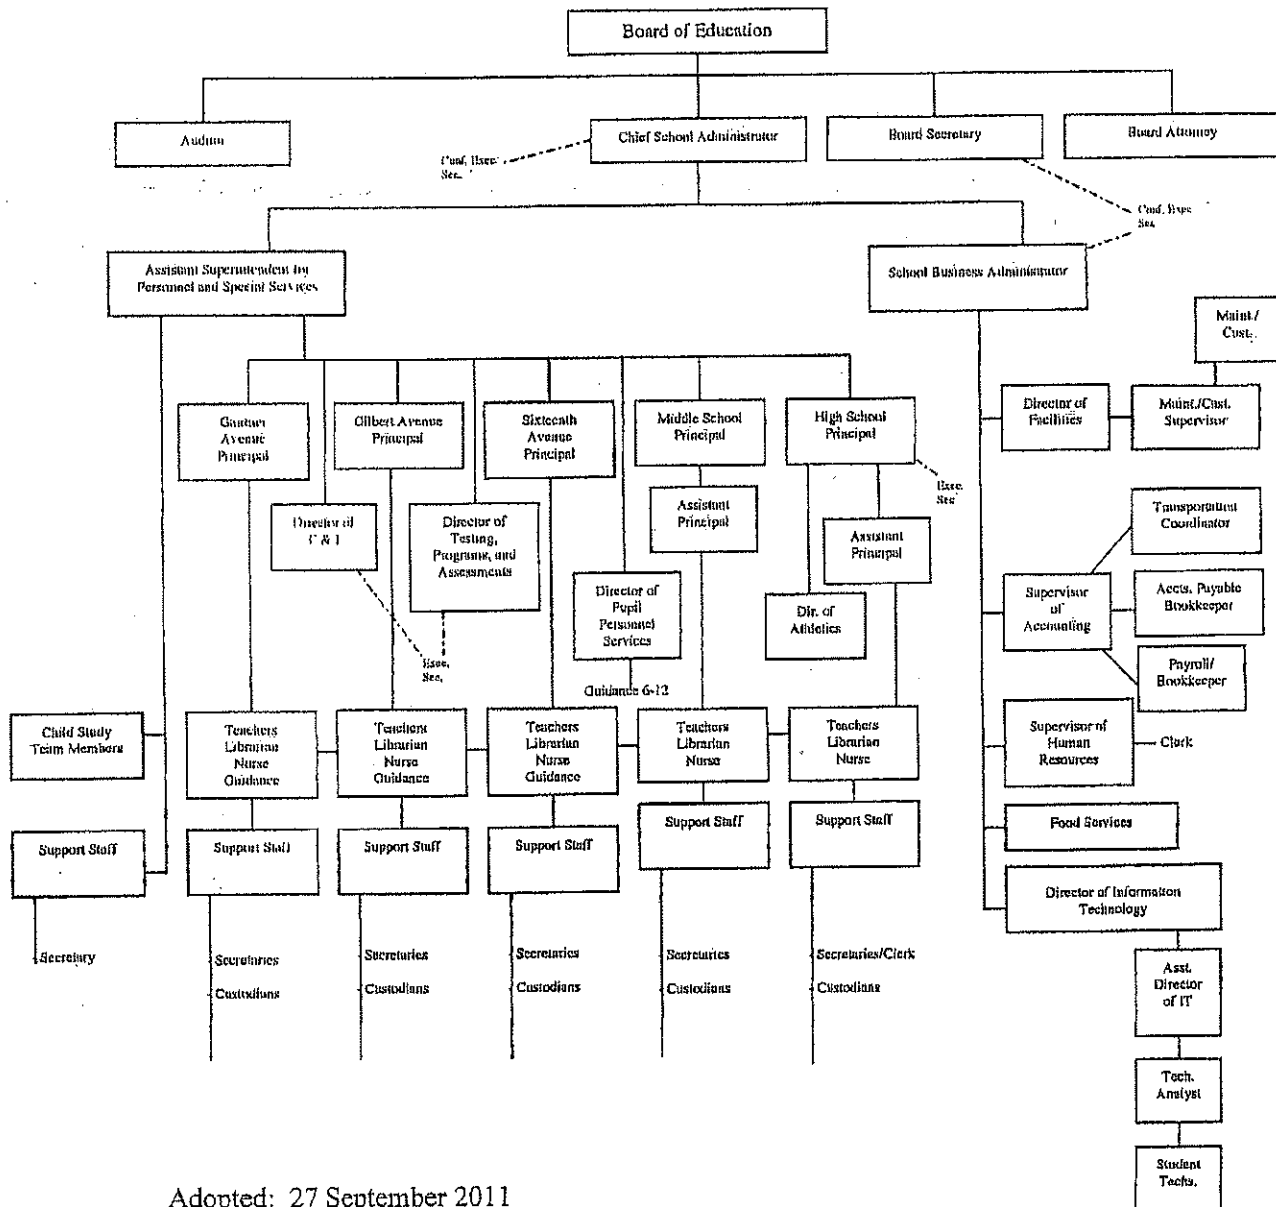 Board of Education
Auditor
Chief School Administrator
Board Secretary
Board Attorney
Conf. Exec.
Sec.
Conf. Exec.
Sec.
Assistant Superintendent for
Personnel and Special Services
School Business Administrator
Maint./
Cust.
Avenue
Principal
Gilbert Avenue
Principal
Sixteenth
Avenue
Principal
Middle School
Principal
High School
Principal
Director of
Facilities
Maint./Cust.
Supervisor
Exec.
Sec.
Director of
C & I
Director of
Testing,
Programs, and
Assessments
Assistant
Principal
Assistant
Principal
Transportation
Coordinator
Director of
Pupil
Personnel
Services
Dir. of
Athletics
Supervisor
of
Accounting
Accts. Payable
Bookkeeper
Exec.
Sec.
Guidance 6-12
Payroll/
Bookkeeper
Child Study
Team Members
Teachers
Librarian
Nurse
Guidance
Teachers
Librarian
Nurse
Guidance
Teachers
Librarian
Nurse
Guidance
Teachers
Librarian
Nurse
Teachers
Librarian
Nurse
Supervisor of
Human
Resources
Clerk
Support Staff
Support Staff
Support Staff
Support Staff
Support Staff
Support Staff
Food Services
Director of Information
Technology
Secretary
Secretaries
Custodians
Secretaries
Custodians
Secretaries
Custodians
Secretaries
Custodians
Secretaries/Clerk
Custodians
Asst.
Director
of IT
Tech.
Analyst
Student
Techs.
Adopted: 27 September 2011